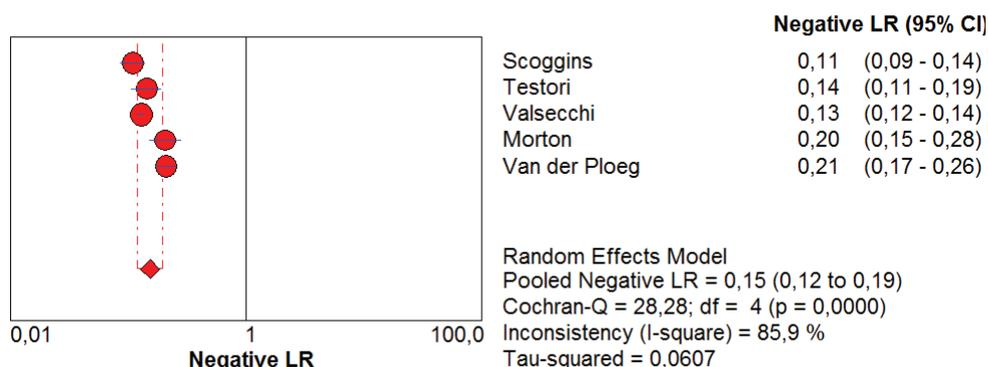 Negative LR (95% CI)
Scoggins 0,11 (0,09 - 0,14)
Testori 0,14 (0,11 - 0,19)
Valsecchi 0,13 (0,12 - 0,14)
Morton 0,20 (0,15 - 0,28)
Van der Ploeg 0,21 (0,17 - 0,26)
Random Effects Model
Pooled Negative LR = 0,15 (0,12 to 0,19)
Cochran-Q = 28,28; df = 4 (p = 0,0000)
Inconsistency (I-square) = 85,9 %
Tau-squared = 0,0607
0,01 1 100,0
Negative LR